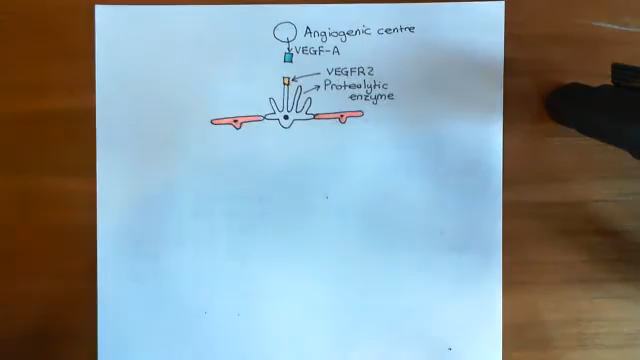 Angiogenic centre
VEGF-A
VEGFR2
Proteolytic
enzyme